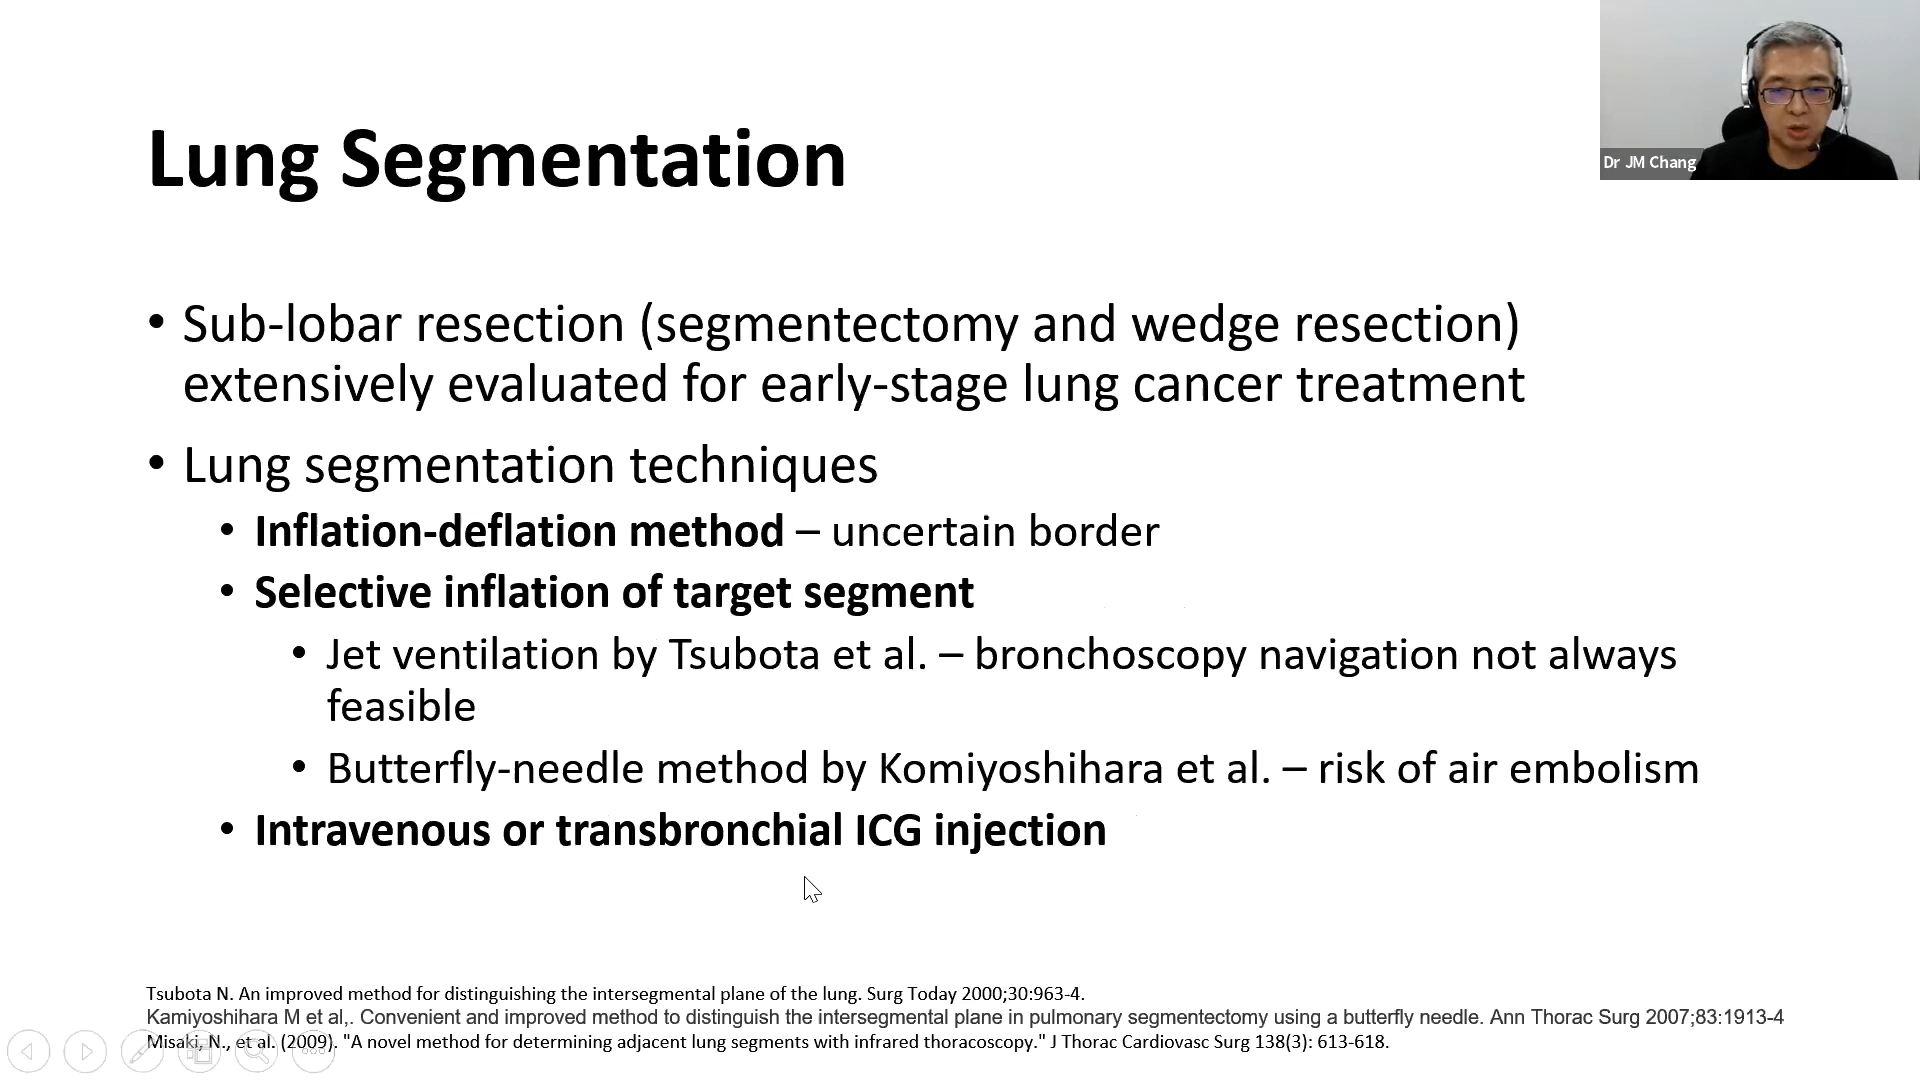 Lung Segmentation
Dr JM Chang
• Sub-lobar resection (segmentectomy and wedge resection)
extensively evaluated for early-stage lung cancer treatment
• Lung segmentation techniques
• Inflation-deflation method – uncertain border
• Selective inflation of target segment
• Jet ventilation by Tsubota et al. – bronchoscopy navigation not always
feasible
• Butterfly-needle method by Komiyoshihara et al. – risk of air embolism
• Intravenous or transbronchial ICG injection
Tsubota N. An improved method for distinguishing the intersegmental plane of the lung. Surg Today 2000;30:963-4.
Kamiyoshihara M et al,. Convenient and improved method to distinguish the intersegmental plane in pulmonary segmentectomy using a butterfly needle. Ann Thorac Surg 2007;83:1913-4
Misaki, N., et al. (2009). "A novel method for determining adjacent lung segments with infrared thoracoscopy." J Thorac Cardiovasc Surg 138(3): 613-618.